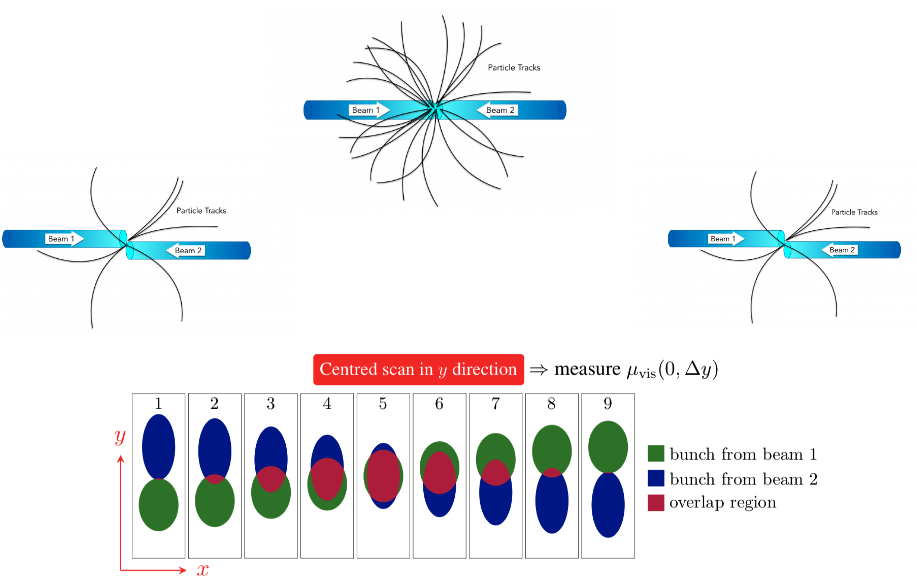 Particle Tracks
Beam 1
Beam 2
Particle Tracks
Beam 1
Beam 2
Particle Tracks
Beam 1
Beam 2
Centred scan in y direction ⇒ measure μvis(0, Δy)
1 2 3 4 5 6 7 8 9
y
bunch from beam 1
bunch from beam 2
overlap region
x